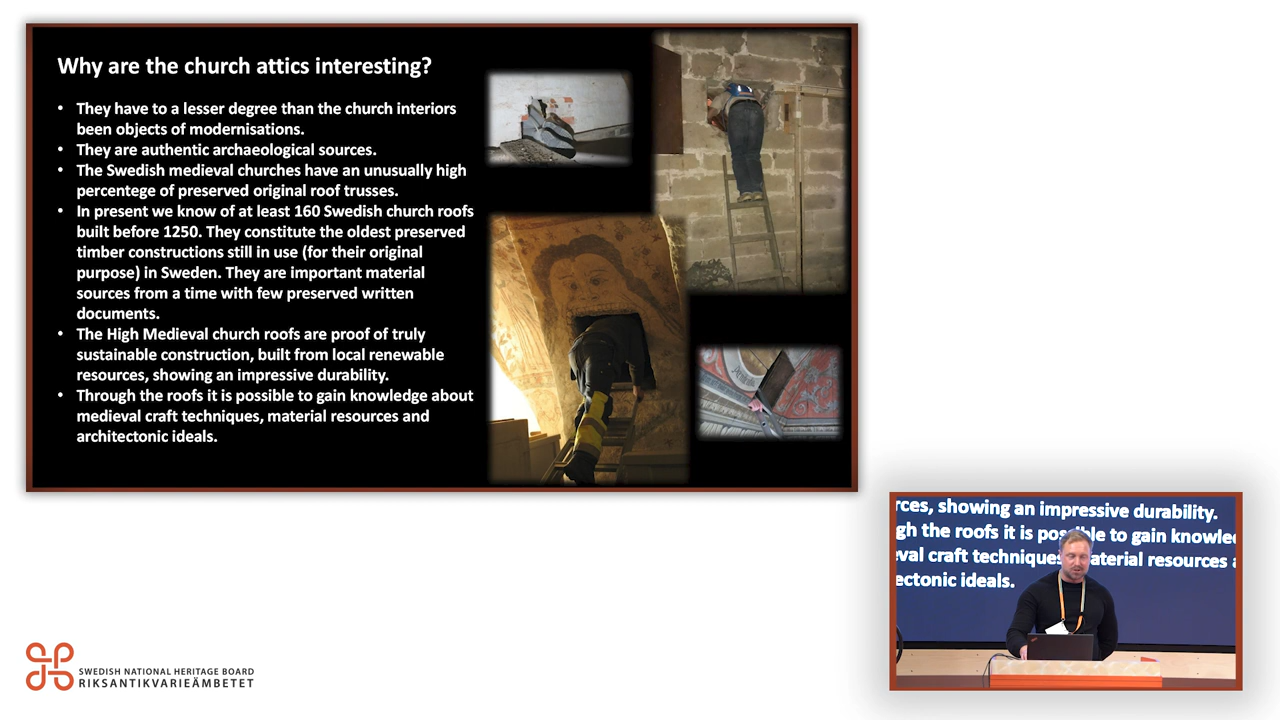 Why are the church attics interesting?
• They have to a lesser degree than the church interiors
been objects of modernisations.
• They are authentic archaeological sources.
• The Swedish medieval churches have an unusually high
percentege of preserved original roof trusses.
• In present we know of at least 160 Swedish church roofs
built before 1250. They constitute the oldest preserved
timber constructions still in use (for their original
purpose) in Sweden. They are important material
sources from a time with few preserved written
documents.
• The High Medieval church roofs are proof of truly
sustainable construction, built from local renewable
resources, showing an impressive durability.
• Through the roofs it is possible to gain knowledge about
medieval craft techniques, material resources and
architectonic ideals.
rces, showing an impressive durability.
gh the roofs it is possible to gain knowle
eval craft techniques material resources
ectonic ideals.
SWEDISH NATIONAL HERITAGE BOARD
RIKSANTIKVARIEÄMBETET